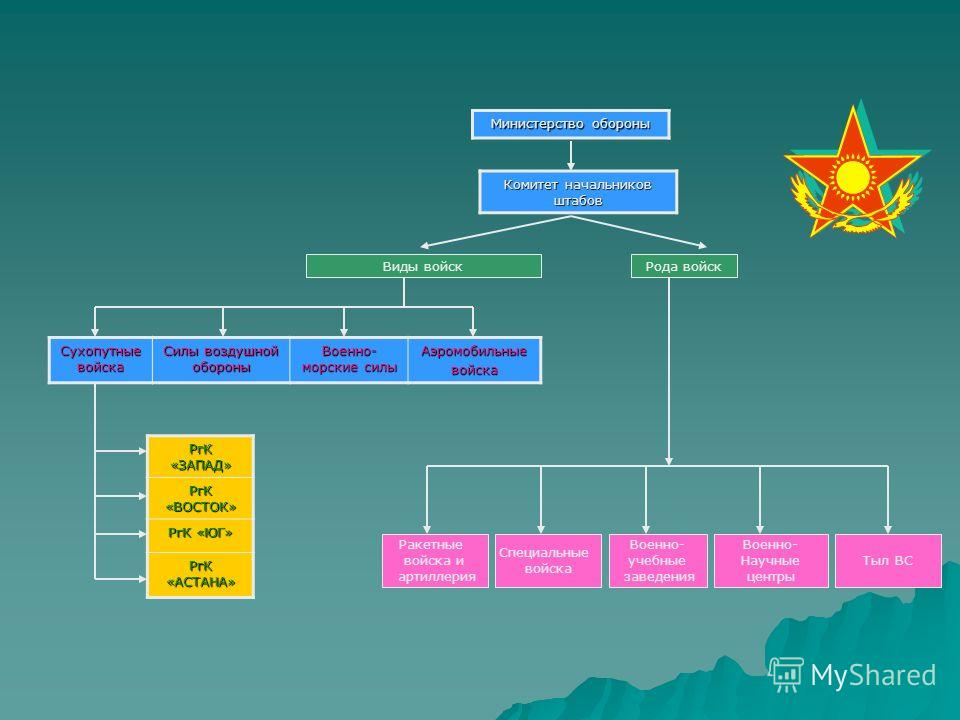 Министерство обороны
Комитет начальников
штабов
Виды войск
Рода войск
Сухопутные
войска
Силы воздушной
обороны
Военно-
морские силы
Аэромобильные
войска
РгК
«ЗАПАД»
РгК
«ВОСТОК»
РгК «ЮГ»
РгК
«АСТАНА»
Ракетные
войска и
артиллерия
Специальные
войска
Военно-
учебные
заведения
Военно-
Научные
центры
Тыл ВС
MyShared